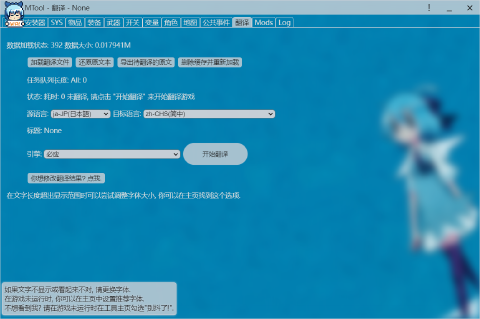 MTool - 翻译 - None
安装器 | SYS | 物品 | 装备 | 武器 | 开关 | 变量 | 角色 | 地图 | 公共事件 | 翻译 | Mods | Log
数据加载状态: 392 数据大小: 0.017941M
加载翻译文件 还原原文本 导出待翻译的原文 删除缓存并重新加载
任务队列长度: All: 0
状态: 耗时: 0 未翻译, 请点击 "开始翻译" 来开始翻译游戏
源语言: ja-JP(日本語) 目标语言: zh-CHS(简中)
标题: None
引擎: 必应 开始翻译
你想修改翻译结果? 点我
在文字长度超出显示范围时可以尝试调整字体大小, 你可以在主页找到这个选项
如果文字不显示或看起来不对, 请更换字体.
在游戏未运行时, 你可以在主页中设置推荐字体.
不想看到我? 请在游戏未运行时在工具主页勾选"别抖了!".